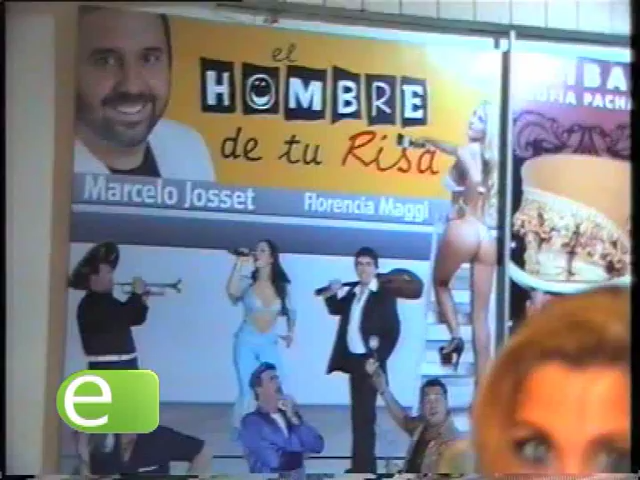 el
HOMBRE
de tu Risa
Marcelo Josset
Florencia Maggi
e